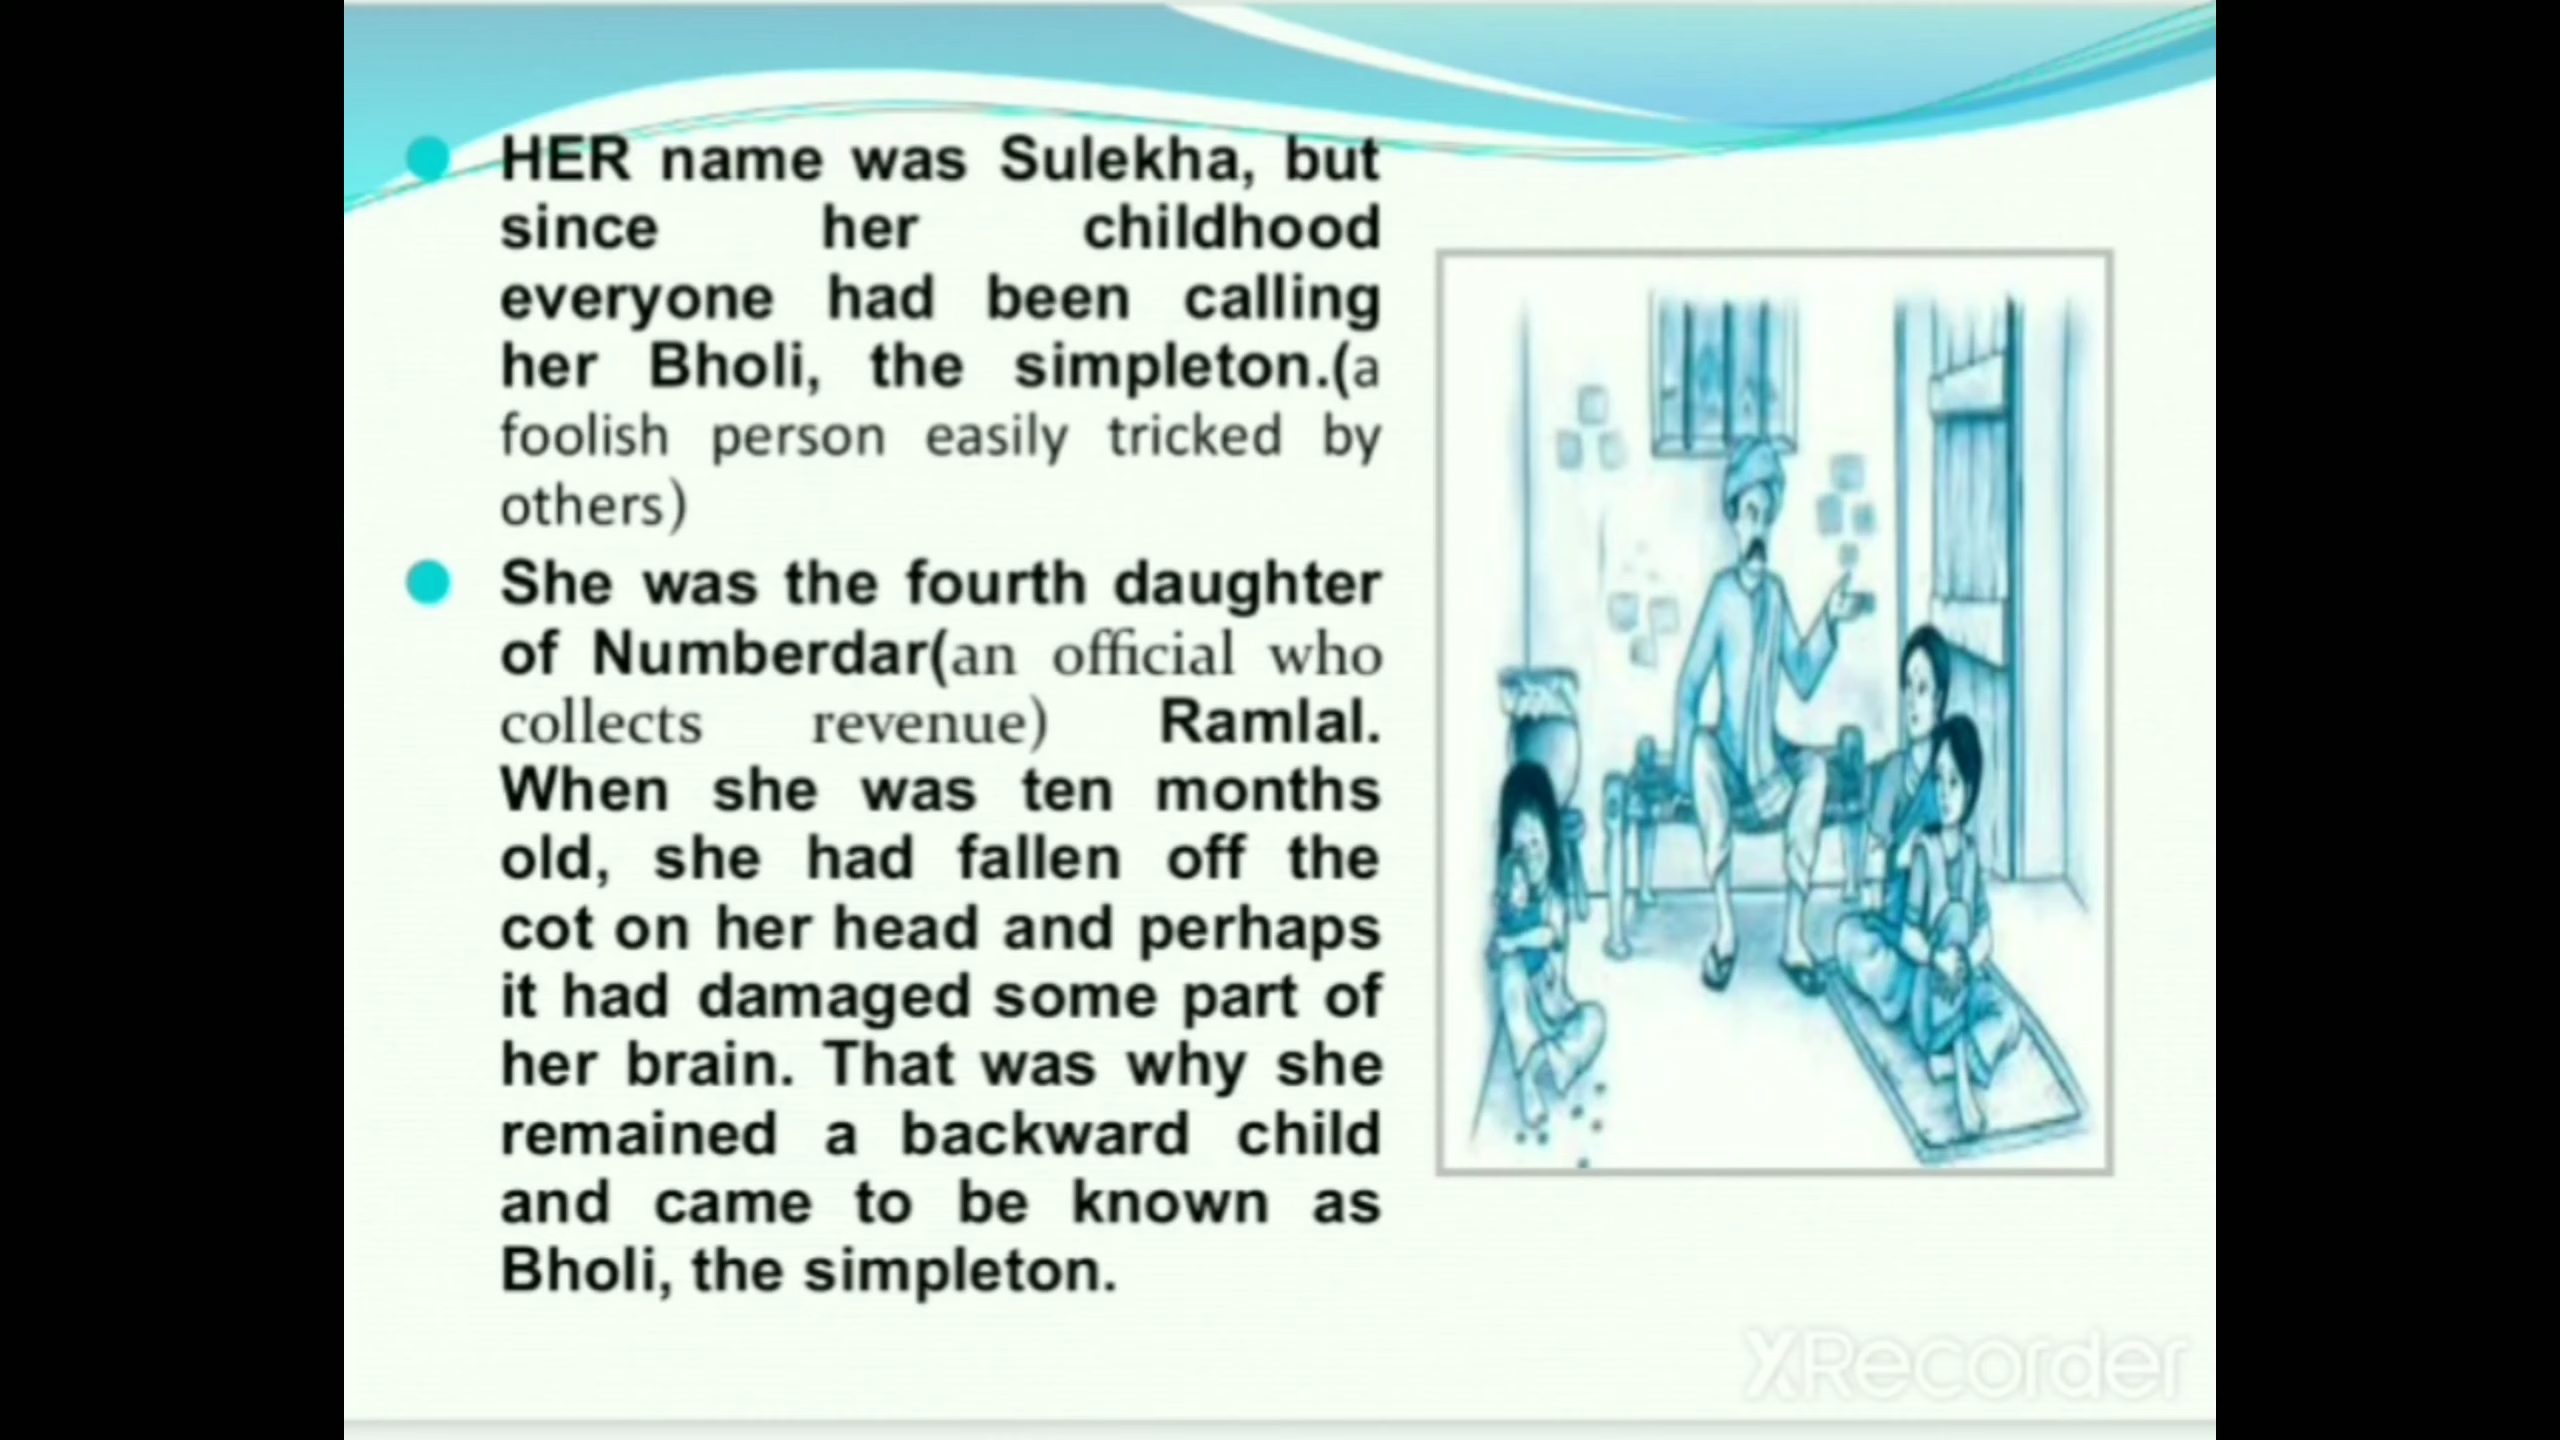 HER name was Sulekha, but
since her childhood
everyone had been calling
her Bholi, the simpleton.(a
foolish person easily tricked by
others)
She was the fourth daughter
of Numberdar(an official who
collects revenue) Ramlal.
When she was ten months
old, she had fallen off the
cot on her head and perhaps
it had damaged some part of
her brain. That was why she
remained a backward child
and came to be known as
Bholi, the simpleton.
XRecorder